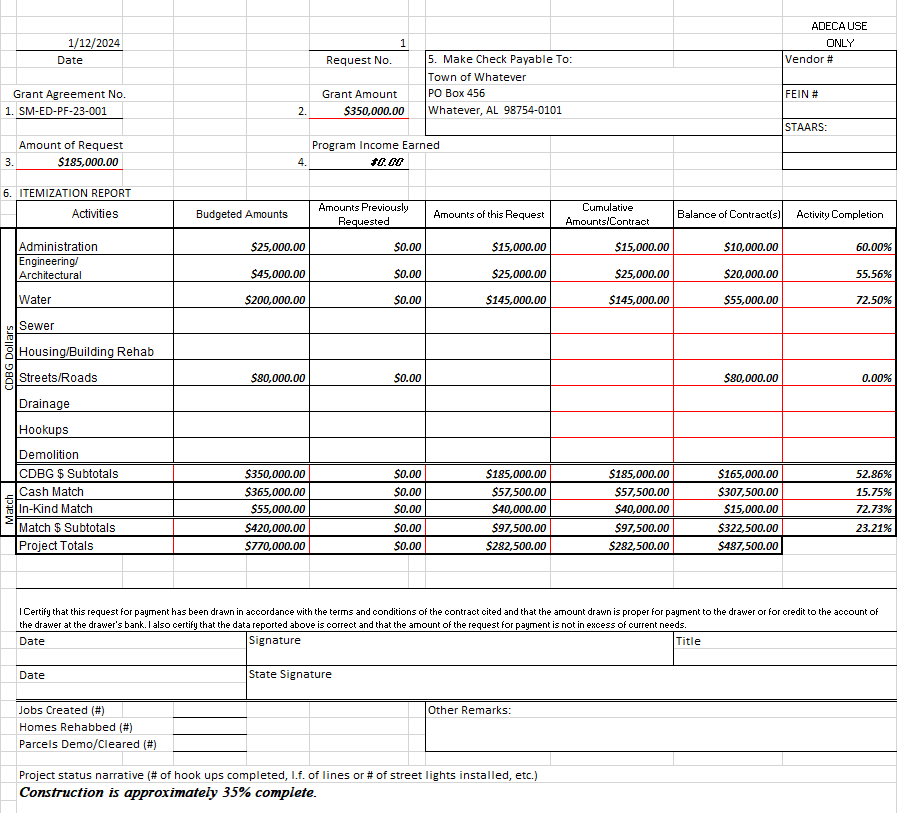 ADECA USE
1/12/2024 1 ONLY
Date Request No. 5. Make Check Payable To: Vendor #
Town of Whatever
Grant Agreement No. Grant Amount PO Box 456 FEIN #
1. SM-ED-PF-23-001 2. $350,000.00 Whatever, AL 98754-0101
STAARS:
Amount of Request Program Income Earned
3. $185,000.00 4. $0.00
6. ITEMIZATION REPORT
Activities Budgeted Amounts Amounts Previously Requested Amounts of this Request Cumulative Amounts/Contract Balance of Contract(s) Activity Completion
CDBG Dollars
Administration $25,000.00 $0.00 $15,000.00 $15,000.00 $10,000.00 60.00%
Engineering/
Architectural $45,000.00 $0.00 $25,000.00 $25,000.00 $20,000.00 55.56%
Water $200,000.00 $0.00 $145,000.00 $145,000.00 $55,000.00 72.50%
Sewer
Housing/Building Rehab
Streets/Roads $80,000.00 $0.00 $80,000.00 0.00%
Drainage
Hookups
Demolition
CDBG $ Subtotals $350,000.00 $0.00 $185,000.00 $185,000.00 $165,000.00 52.86%
Match
Cash Match $365,000.00 $0.00 $57,500.00 $57,500.00 $307,500.00 15.75%
In-Kind Match $55,000.00 $0.00 $40,000.00 $40,000.00 $15,000.00 72.73%
Match $ Subtotals $420,000.00 $0.00 $97,500.00 $97,500.00 $322,500.00 23.21%
Project Totals $770,000.00 $0.00 $282,500.00 $282,500.00 $487,500.00
I Certify that this request for payment has been drawn in accordance with the terms and conditions of the contract cited and that the amount drawn is proper for payment to the drawer or for credit to the account of
the drawer at the drawer's bank. I also certify that the data reported above is correct and that the amount of the request for payment is not in excess of current needs.
Date Signature Title
Date State Signature
Jobs Created (#) Other Remarks:
Homes Rehabbed (#)
Parcels Demo/Cleared (#)
Project status narrative (# of hook ups completed, l.f. of lines or # of street lights installed, etc.)
Construction is approximately 35% complete.